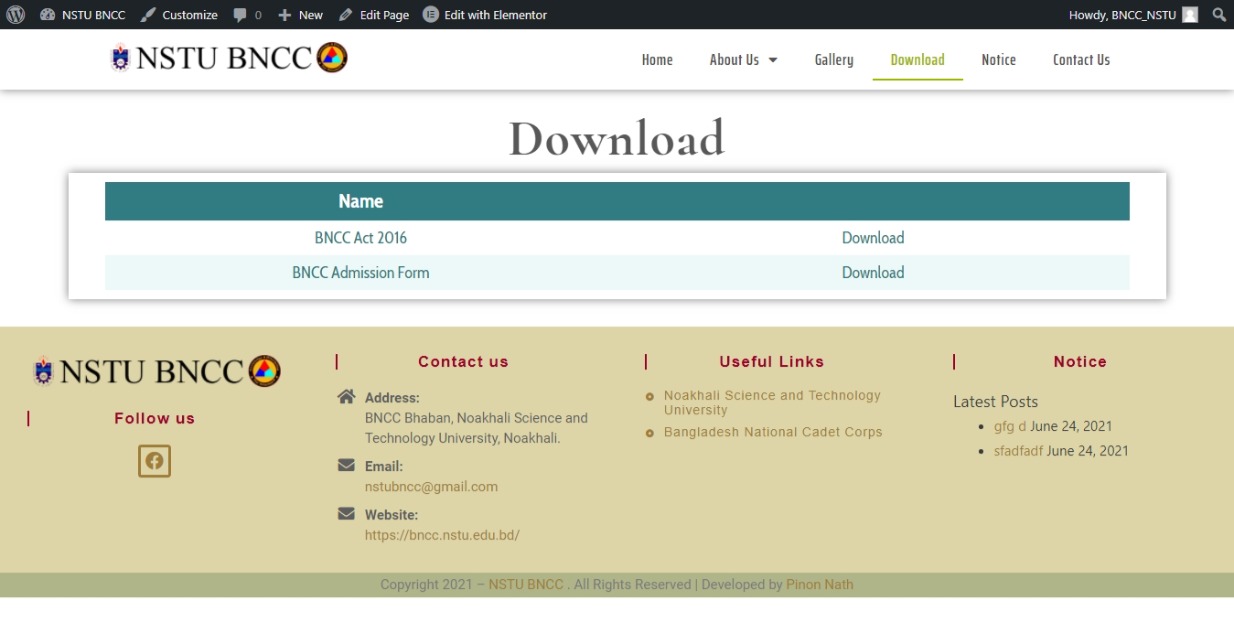 NSTU BNCC Customize 0 New Edit Page Edit with Elementor Howdy, BNCC_NSTU
NSTU BNCC Home About Us Gallery Download Notice Contact Us
Download
Name
BNCC Act 2016 Download
BNCC Admission Form Download
NSTU BNCC
Follow us
Contact us
Address:
BNCC Bhaban, Noakhali Science and
Technology University, Noakhali.
Email:
nstubncc@gmail.com
Website:
https://bncc.nstu.edu.bd/
Useful Links
Noakhali Science and Technology
University
Bangladesh National Cadet Corps
Notice
Latest Posts
gfg d June 24, 2021
sfadfadf June 24, 2021
Copyright 2021 – NSTU BNCC . All Rights Reserved | Developed by Pinon Nath